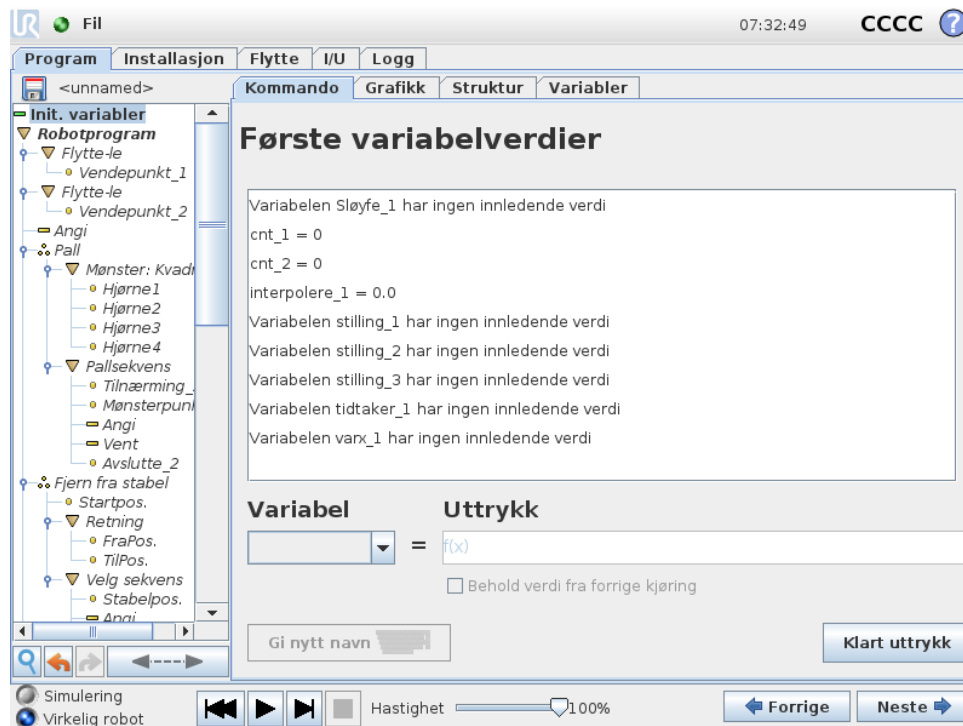 UR Fil 07:32:49 CCCC ?
Program Installasjon Flytte I/U Logg
<unnamed>
Kommando Grafikk Struktur Variabler
Init. variabler
Robotprogram
Flytte-le
Vendepunkt_1
Flytte-le
Vendepunkt_2
Angi
Pall
Mønster: Kvadr
Hjørne1
Hjørne2
Hjørne3
Hjørne4
Pallsekvens
Tilnærming_
Mønsterpun
Angi
Vent
Avslutte_2
Fjern fra stabel
Startpos.
Retning
FraPos.
TilPos.
Velg sekvens
Stabelpos.
Angi
Første variabelverdier
Variabelen Sløyfe_1 har ingen innledende verdi
cnt_1 = 0
cnt_2 = 0
interpolere_1 = 0.0
Variabelen stilling_1 har ingen innledende verdi
Variabelen stilling_2 har ingen innledende verdi
Variabelen stilling_3 har ingen innledende verdi
Variabelen tidtaker_1 har ingen innledende verdi
Variabelen varx_1 har ingen innledende verdi
Variabel Uttrykk
= f(x)
Behold verdi fra forrige kjøring
Gi nytt navn Klart uttrykk
Simulering
Virkelig robot
Hastighet 100% Forrige Neste